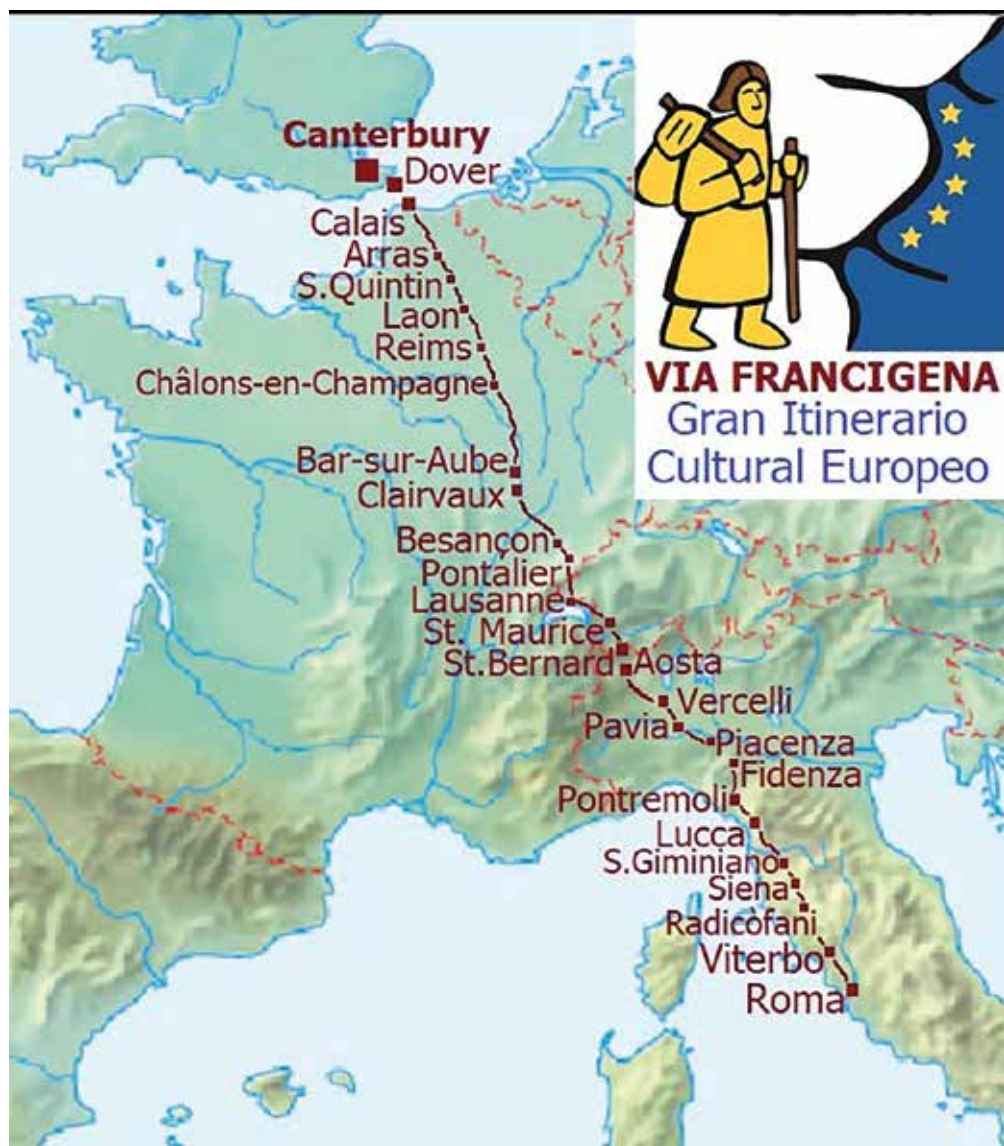 Canterbury
Dover
Calais
Arras
S.Quintin
Laon
Reims
Châlons-en-Champagne
Bar-sur-Aube
Clairvaux
Besançon
Pontalier
Lausanne
St. Maurice
St.Bernard
Aosta
Vercelli
Pavia
Piacenza
Fidenza
Pontremoli
Lucca
S.Giminiano
Siena
Radicofani
Viterbo
Roma
VIA FRANCIGENA
Gran Itinerario
Cultural Europeo